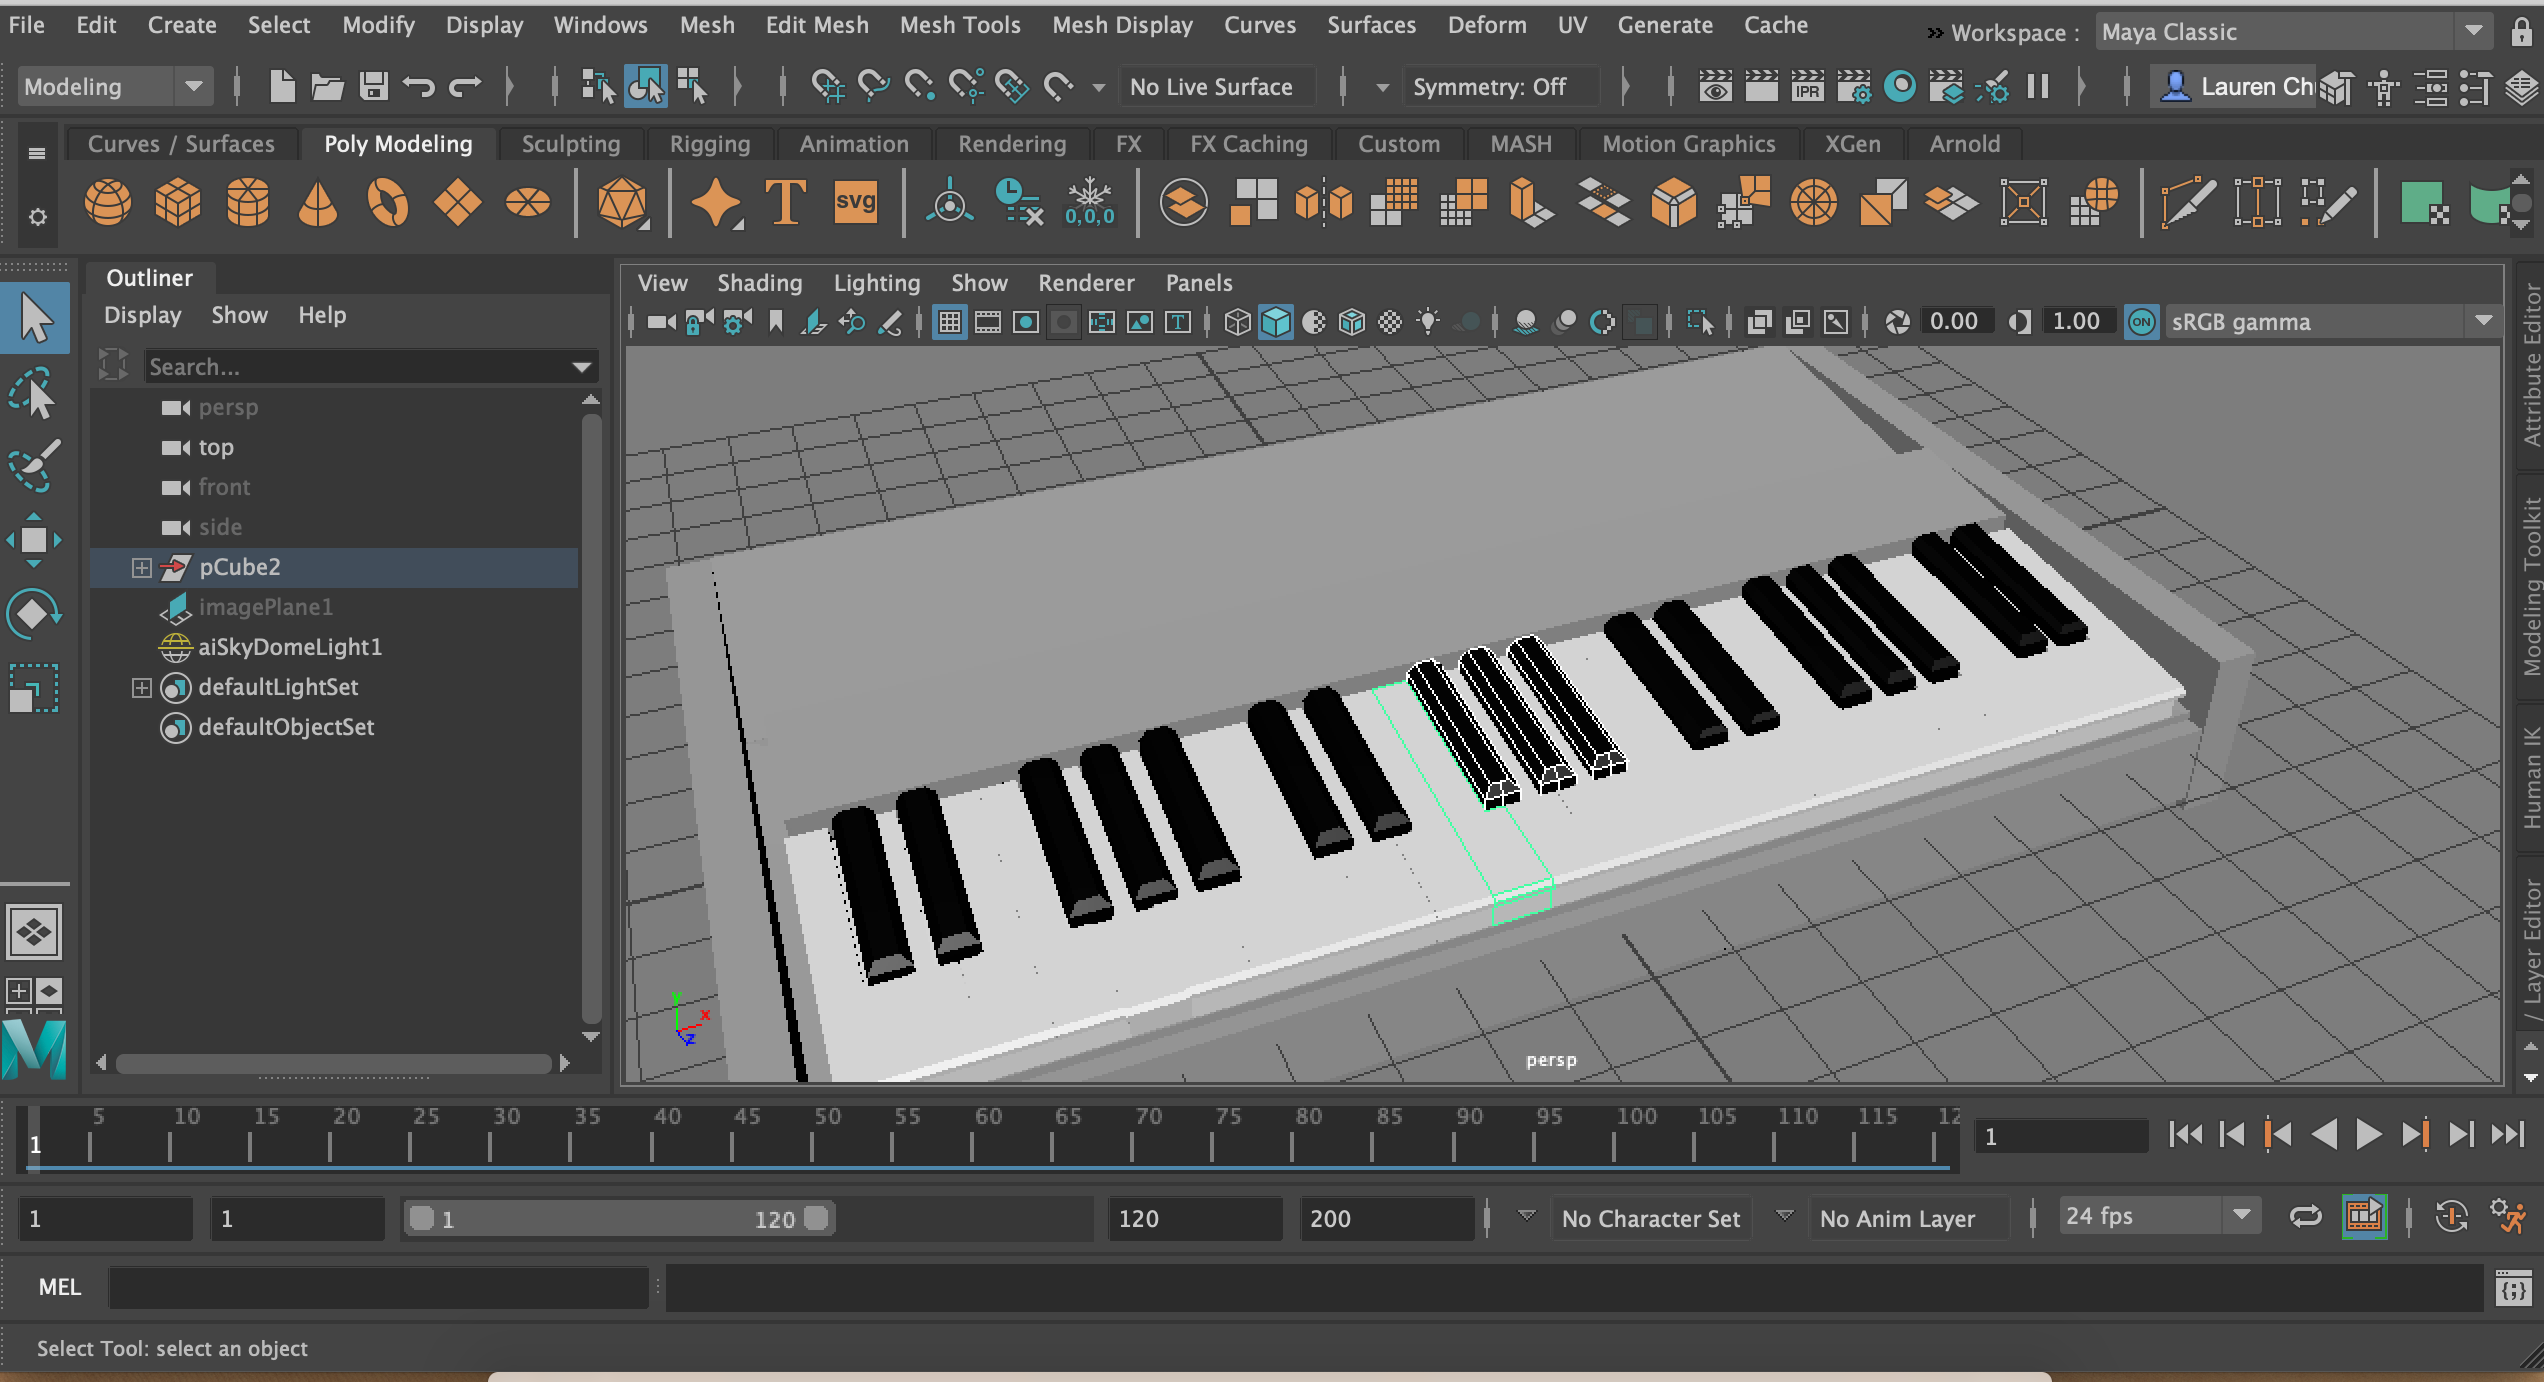 File Edit Create Select Modify Display Windows Mesh Edit Mesh Mesh Tools Mesh Display Curves Surfaces Deform UV Generate Cache » Workspace : Maya Classic
Modeling No Live Surface Symmetry: Off IPR Lauren Ch
Curves / Surfaces Poly Modeling Sculpting Rigging Animation Rendering FX FX Caching Custom MASH Motion Graphics XGen Arnold
T svg 0,0,0
Outliner
Display Show Help
Search...
persp
top
front
side
pCube2
imagePlane1
aiSkyDomeLight1
defaultLightSet
defaultObjectSet
View Shading Lighting Show Renderer Panels
T 0.00 1.00 ON sRGB gamma
y
x
z
persp
Attribute Editor
Modeling Toolkit
Human IK
/ Layer Editor
M
5 10 15 20 25 30 35 40 45 50 55 60 65 70 75 80 85 90 95 100 105 110 115 12
1 1
1 1 1 120 120 200 No Character Set No Anim Layer 24 fps
MEL
Select Tool: select an object